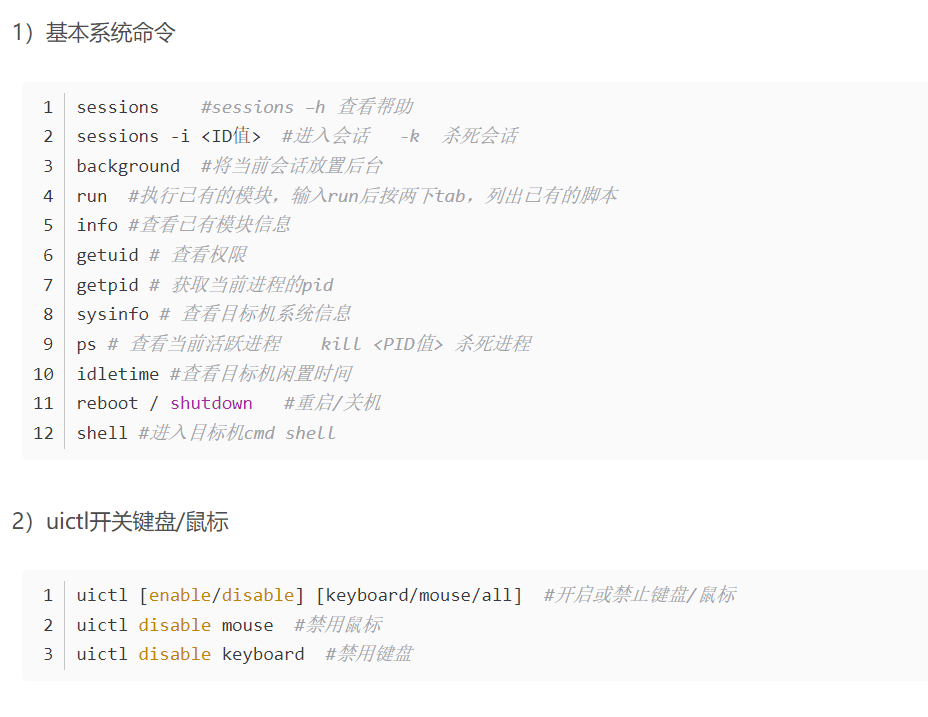 1）基本系统命令
1 sessions    #sessions –h 查看帮助
2 sessions -i <ID值>  #进入会话   -k  杀死会话
3 background  #将当前会话放置后台
4 run  #执行已有的模块，输入run后按两下tab，列出已有的脚本
5 info #查看已有模块信息
6 getuid # 查看权限
7 getpid # 获取当前进程的pid
8 sysinfo # 查看目标机系统信息
9 ps # 查看当前活跃进程    kill <PID值> 杀死进程
10 idletime #查看目标机闲置时间
11 reboot / shutdown   #重启/关机
12 shell #进入目标机cmd shell
2）uictl开关键盘/鼠标
1 uictl [enable/disable] [keyboard/mouse/all]  #开启或禁止键盘/鼠标
2 uictl disable mouse  #禁用鼠标
3 uictl disable keyboard  #禁用键盘